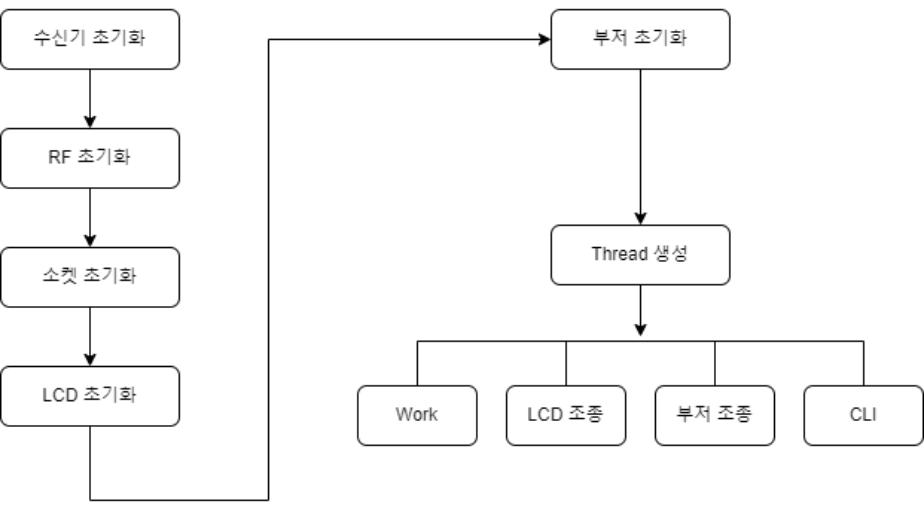 수신기 초기화
RF 초기화
소켓 초기화
LCD 초기화
부저 초기화
Thread 생성
Work
LCD 조종
부저 조종
CLI